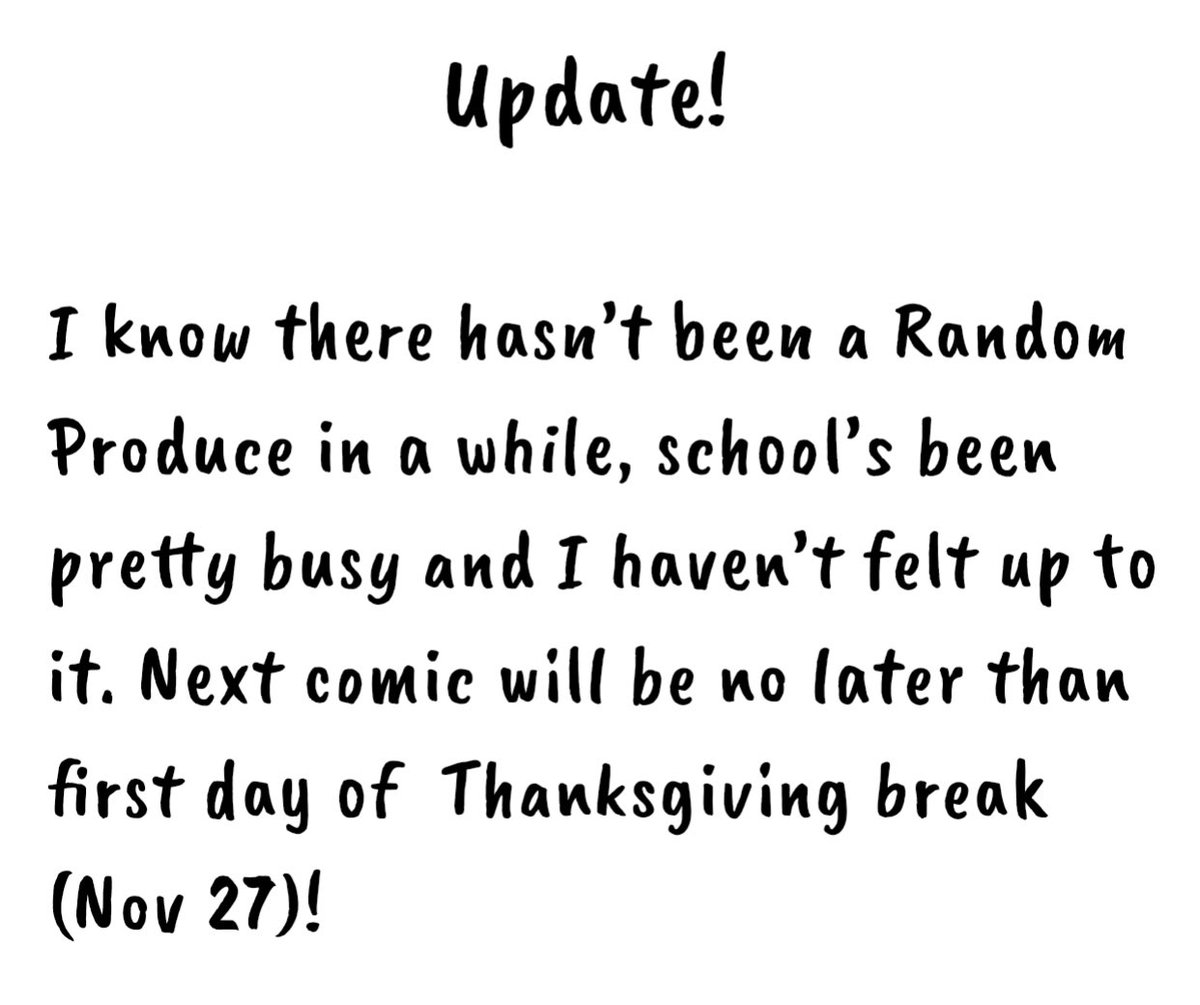 Update!
I know there hasn’t been a Random
Produce in a while, school’s been
pretty busy and I haven’t felt up to
it. Next comic will be no later than
first day of Thanksgiving break
(Nov 27)!